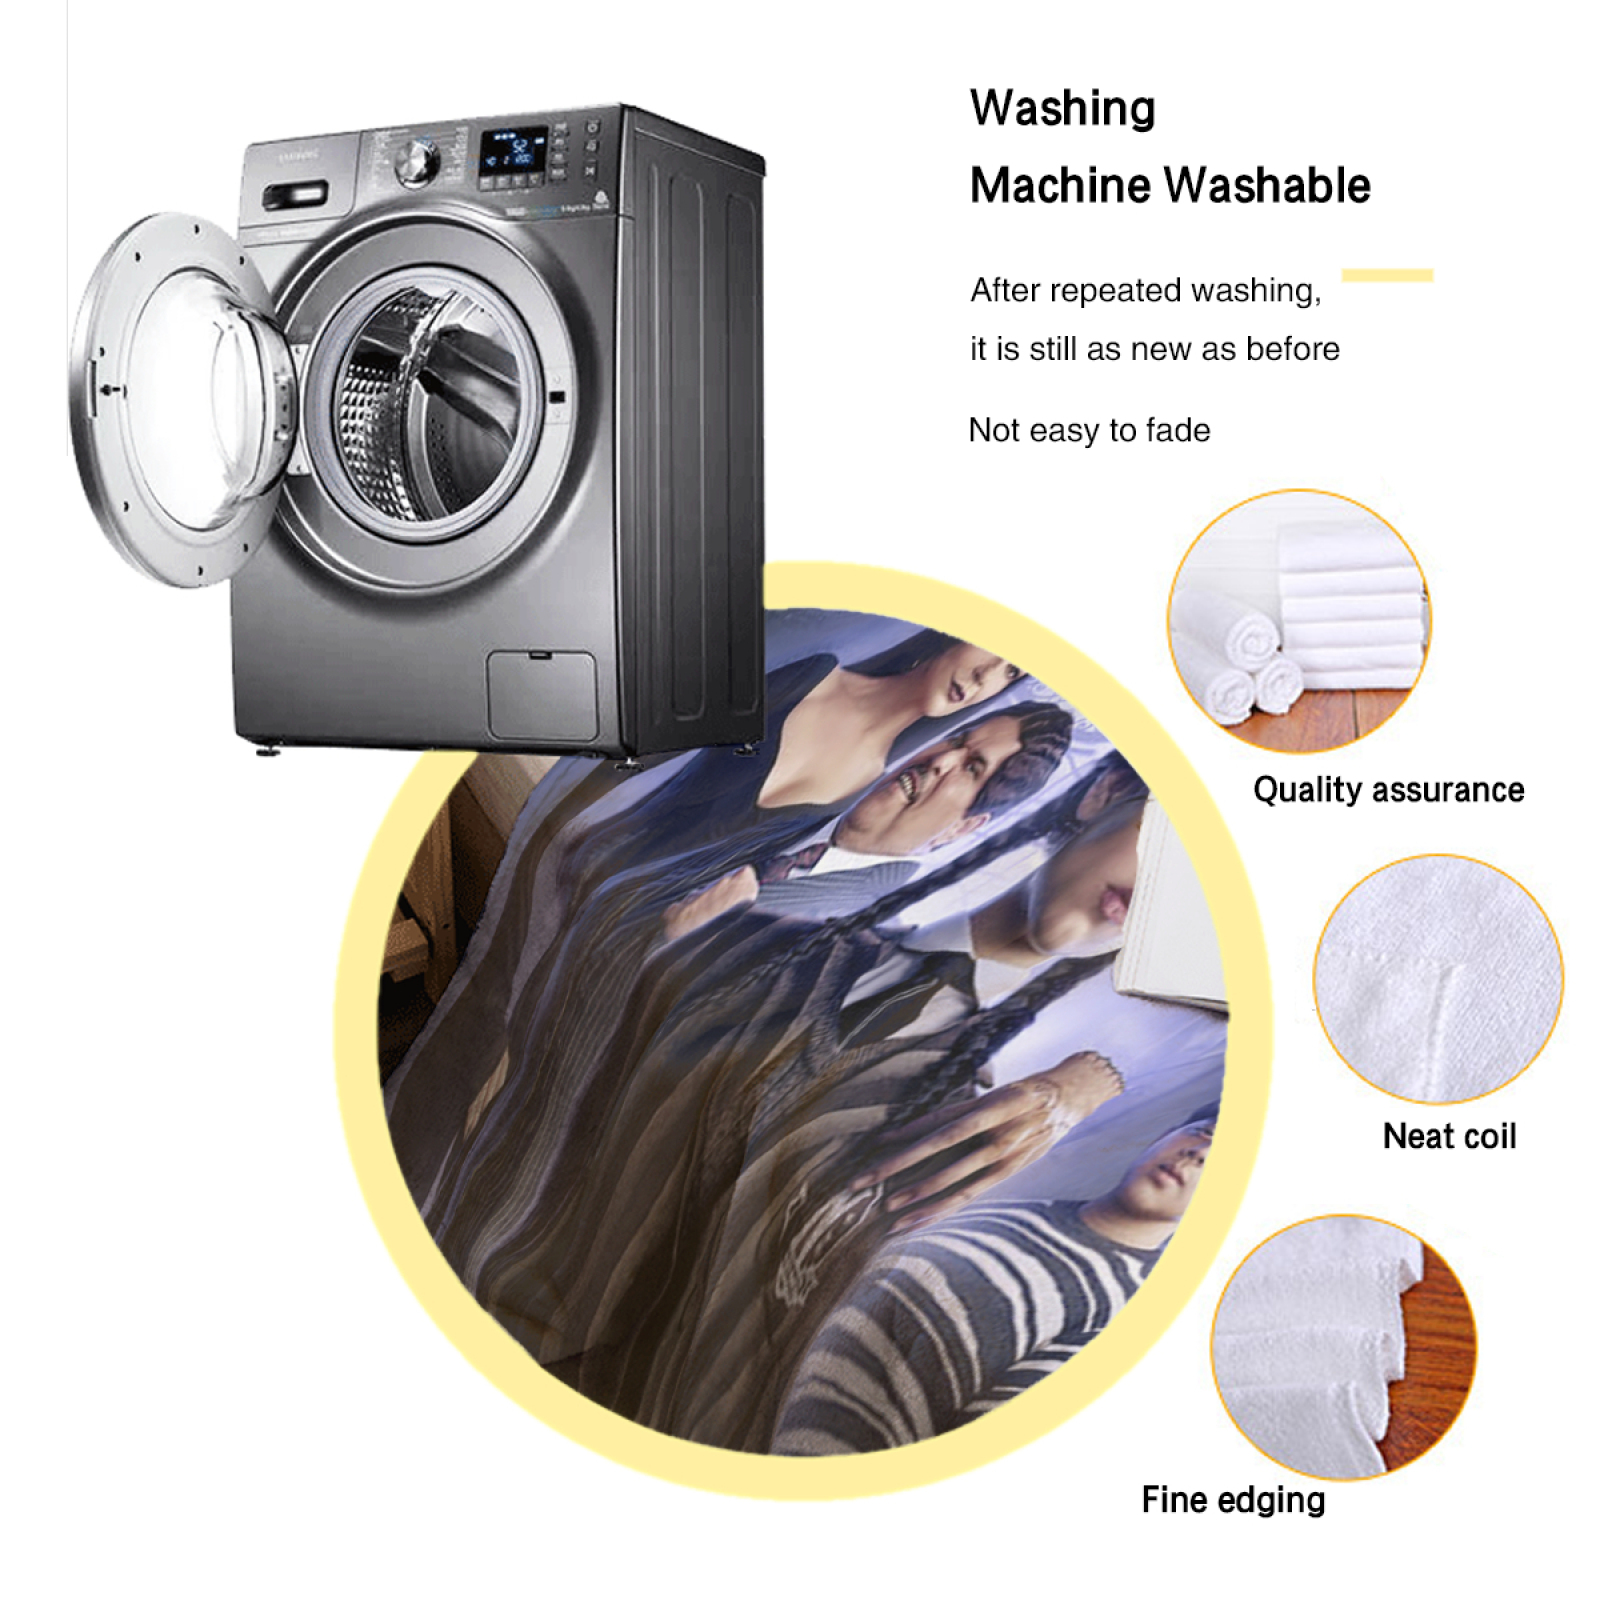 Washing
Machine Washable
After repeated washing,
it is still as new as before
Not easy to fade
Quality assurance
Neat coil
Fine edging